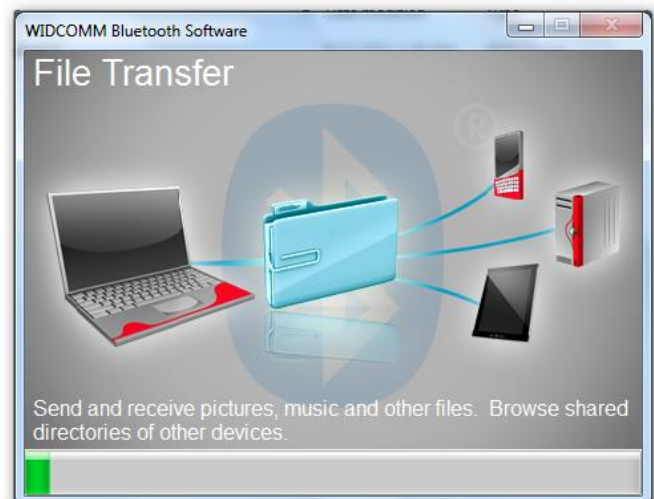 WIDCOMM Bluetooth Software
File Transfer
®
Send and receive pictures, music and other files.  Browse shared
directories of other devices.